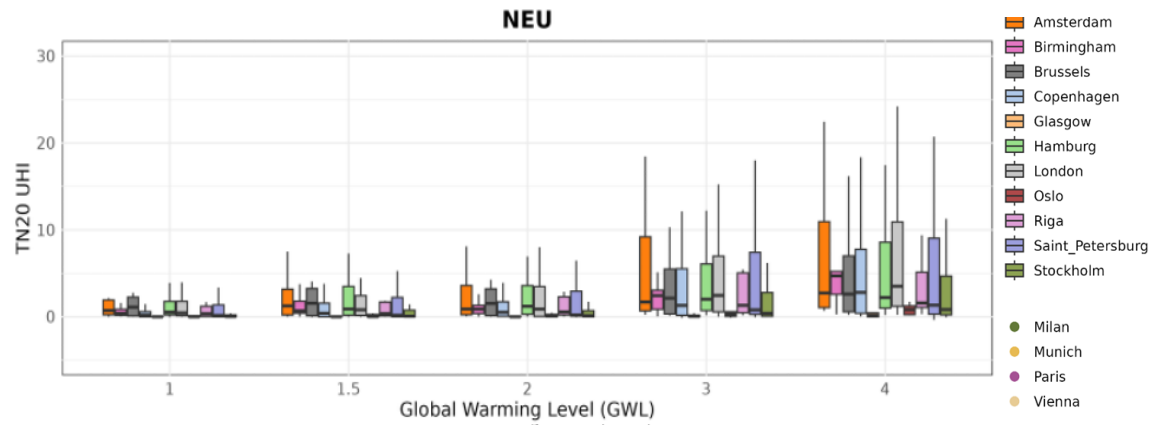 NEU
30
20
10
0
TN20 UHI
1 1.5 2 3 4
Global Warming Level (GWL)
Amsterdam
Birmingham
Brussels
Copenhagen
Glasgow
Hamburg
London
Oslo
Riga
Saint_Petersburg
Stockholm
Milan
Munich
Paris
Vienna